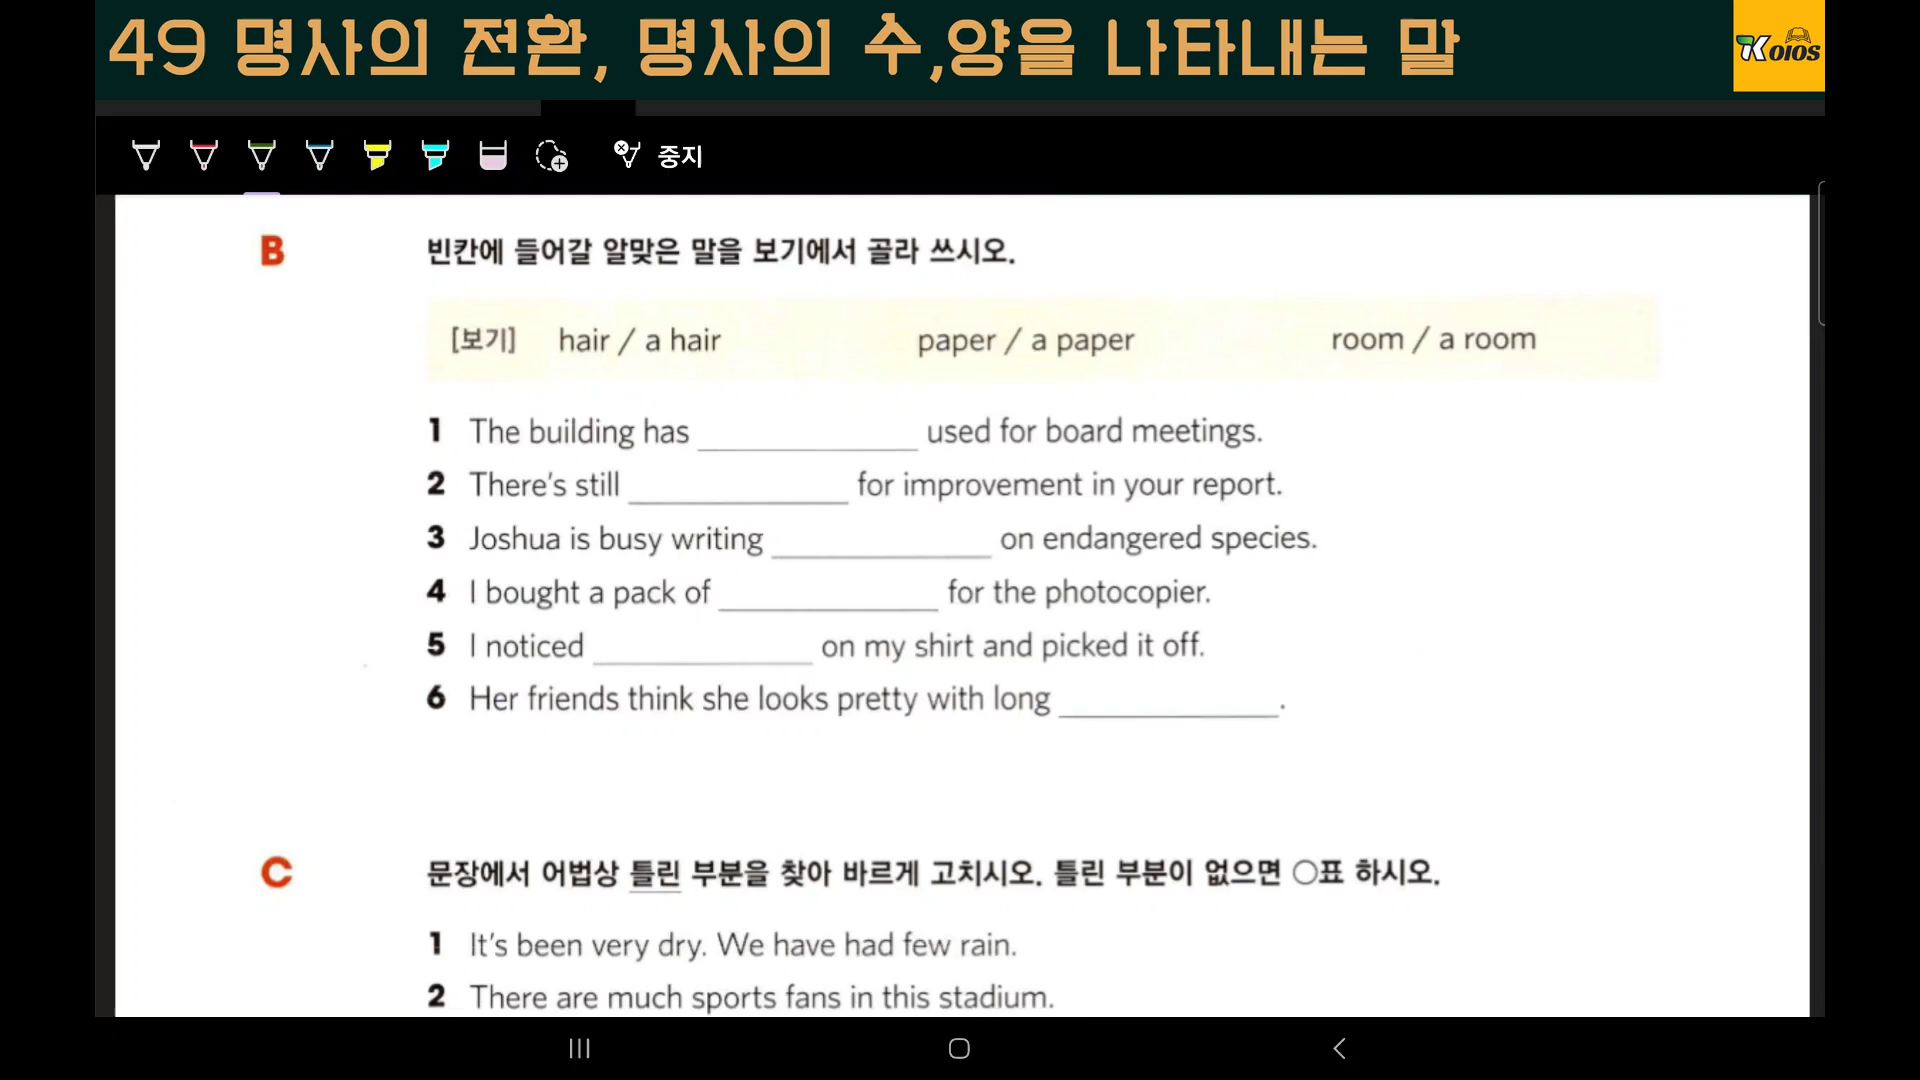 49 명사의 전환, 명사의 수,양을 나타내는 말
Koios
중지
B 빈칸에 들어갈 알맞은 말을 보기에서 골라 쓰시오.
[보기] hair / a hair paper / a paper room / a room
1 The building has ____________ used for board meetings.
2 There's still ____________ for improvement in your report.
3 Joshua is busy writing ____________ on endangered species.
4 I bought a pack of ____________ for the photocopier.
5 I noticed ____________ on my shirt and picked it off.
6 Her friends think she looks pretty with long ____________.
C 문장에서 어법상 틀린 부분을 찾아 바르게 고치시오. 틀린 부분이 없으면 ○표 하시오.
1 It's been very dry. We have had few rain.
2 There are much sports fans in this stadium.